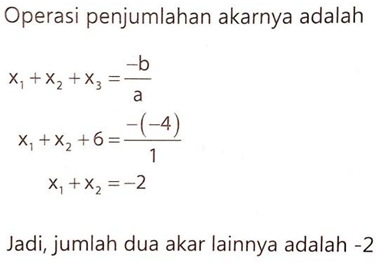 Operasi penjumlahan akarnya adalah
x₁ + x₂ + x₃ = −b/a
x₁ + x₂ + 6 = −(−4)/1
x₁ + x₂ = −2
Jadi, jumlah dua akar lainnya adalah -2